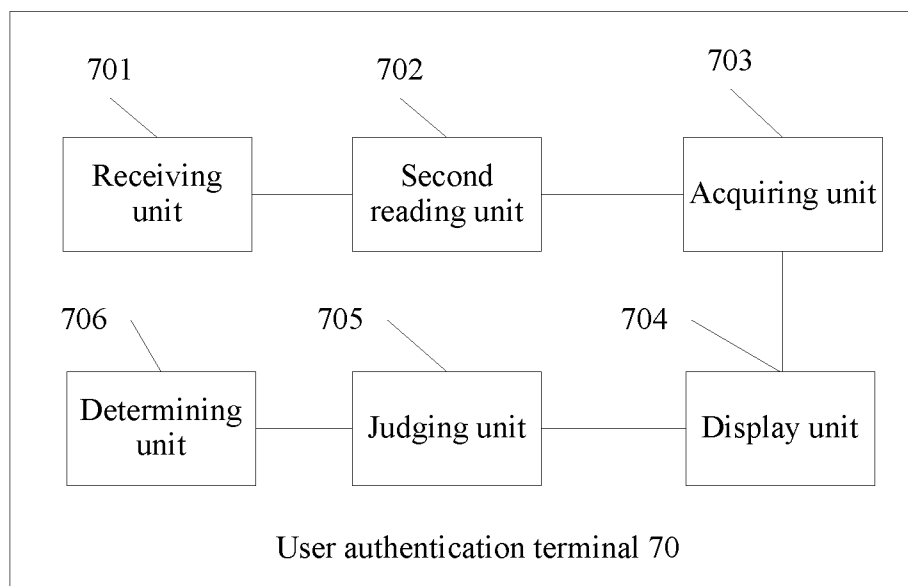 701
702
703
Receiving
unit
Second
reading unit
Acquiring unit
706
705
704
Determining
unit
Judging unit
Display unit
User authentication terminal 70